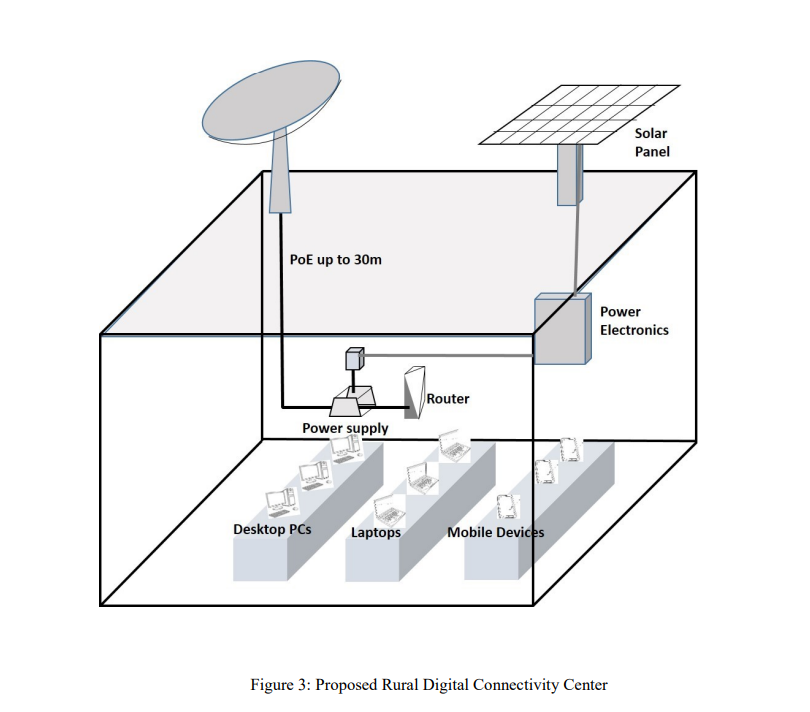 Solar
Panel
PoE up to 30m
Power
Electronics
Router
Power supply
Desktop PCs
Laptops
Mobile Devices
Figure 3: Proposed Rural Digital Connectivity Center